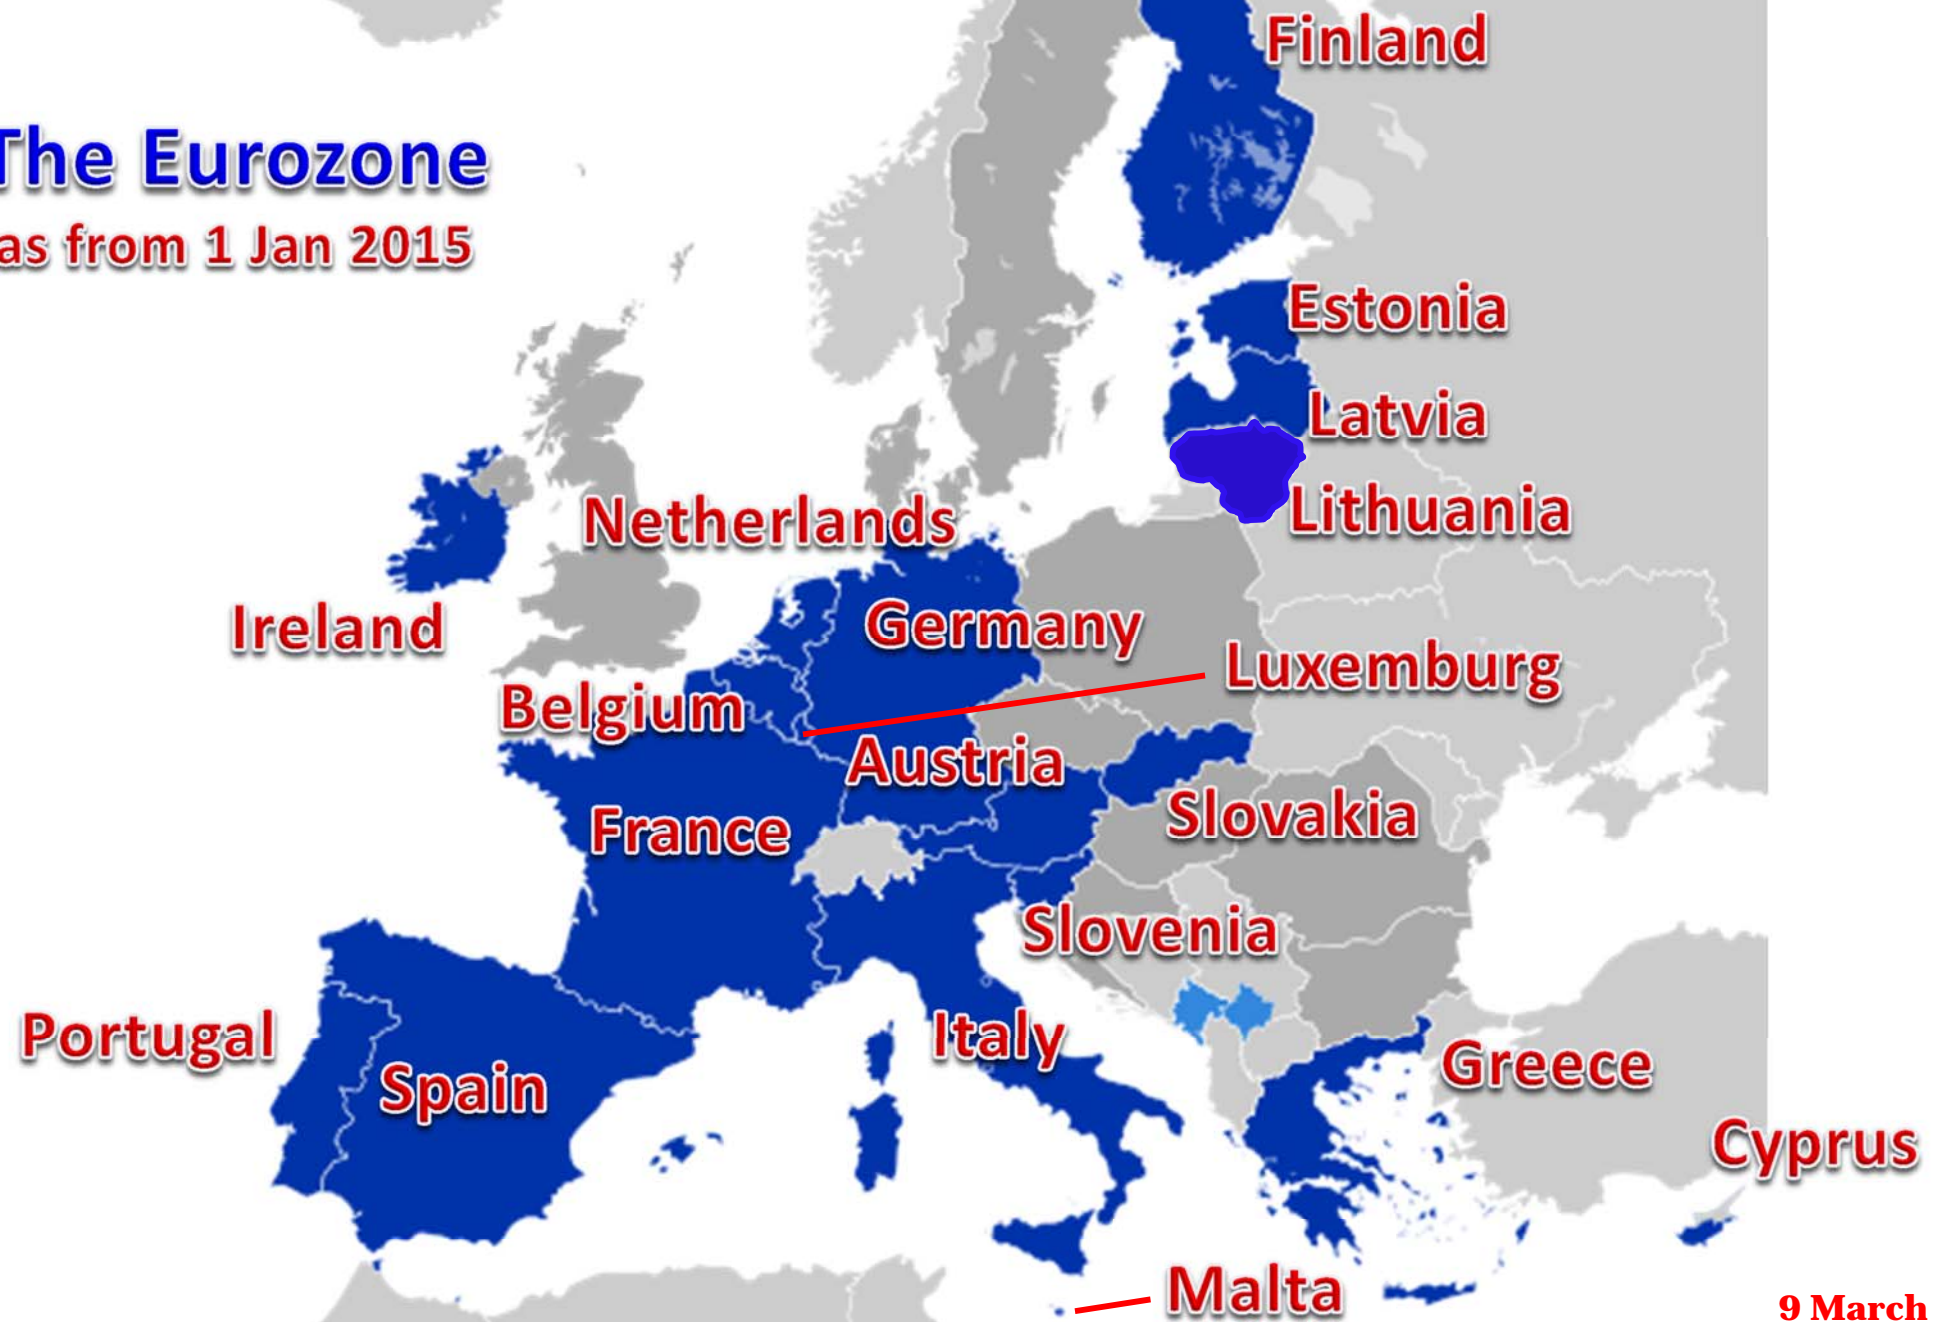 Finland
The Eurozone
as from 1 Jan 2015
Estonia
Latvia
Lithuania
Netherlands
Ireland
Germany
Luxemburg
Belgium
Austria
France
Slovakia
Slovenia
Portugal
Italy
Spain
Greece
Cyprus
Malta
9 March